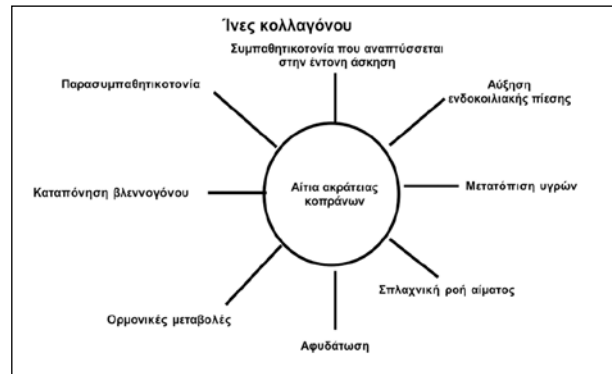 Ίνες κολλαγόνου
Συμπαθητικοτονία που αναπτύσσεται
στην έντονη άσκηση
Παρασυμπαθητικοτονία
Αύξηση
ενδοκοιλιακής πίεσης
Καταπόνηση βλεννογόνου
Αίτια ακράτειας
κοπράνων
Μετατόπιση υγρών
Σπλαχνική ροή αίματος
Ορμονικές μεταβολές
Αφυδάτωση